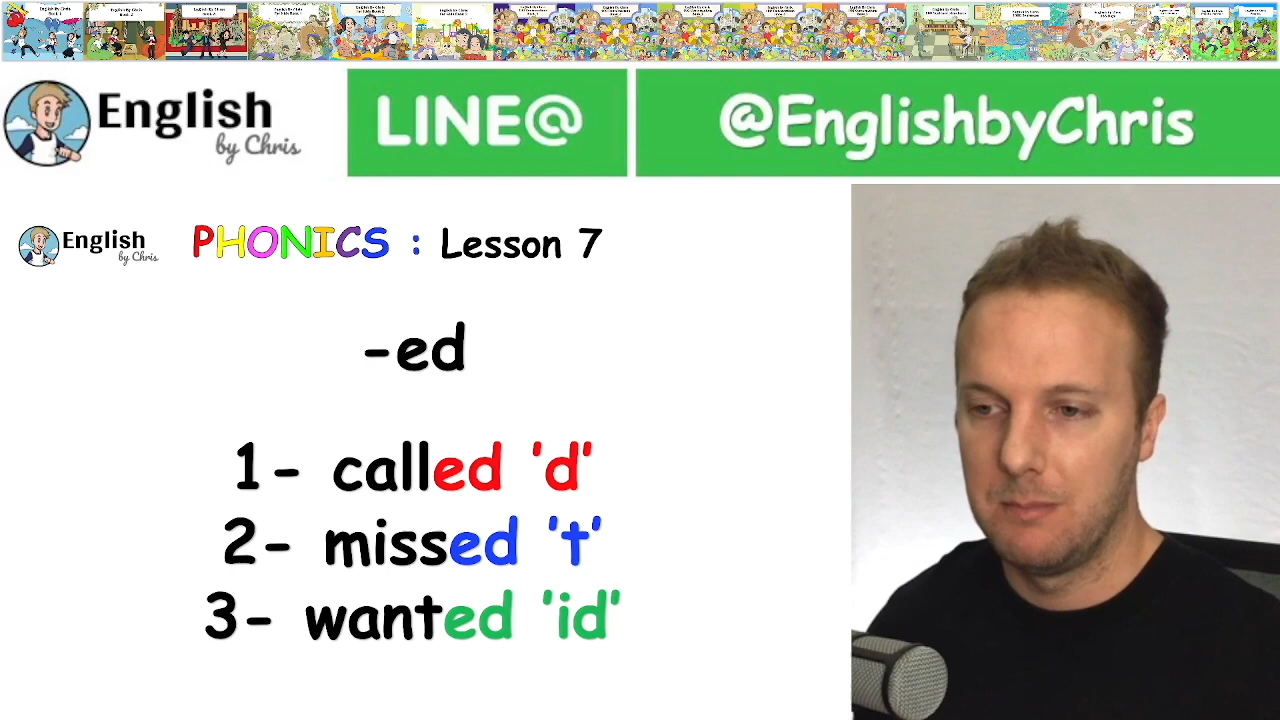 English
by Chris
LINE@
@EnglishbyChris
English
by Chris
PHONICS : Lesson 7
-ed
1- called 'd'
2- missed 't'
3- wanted 'id'